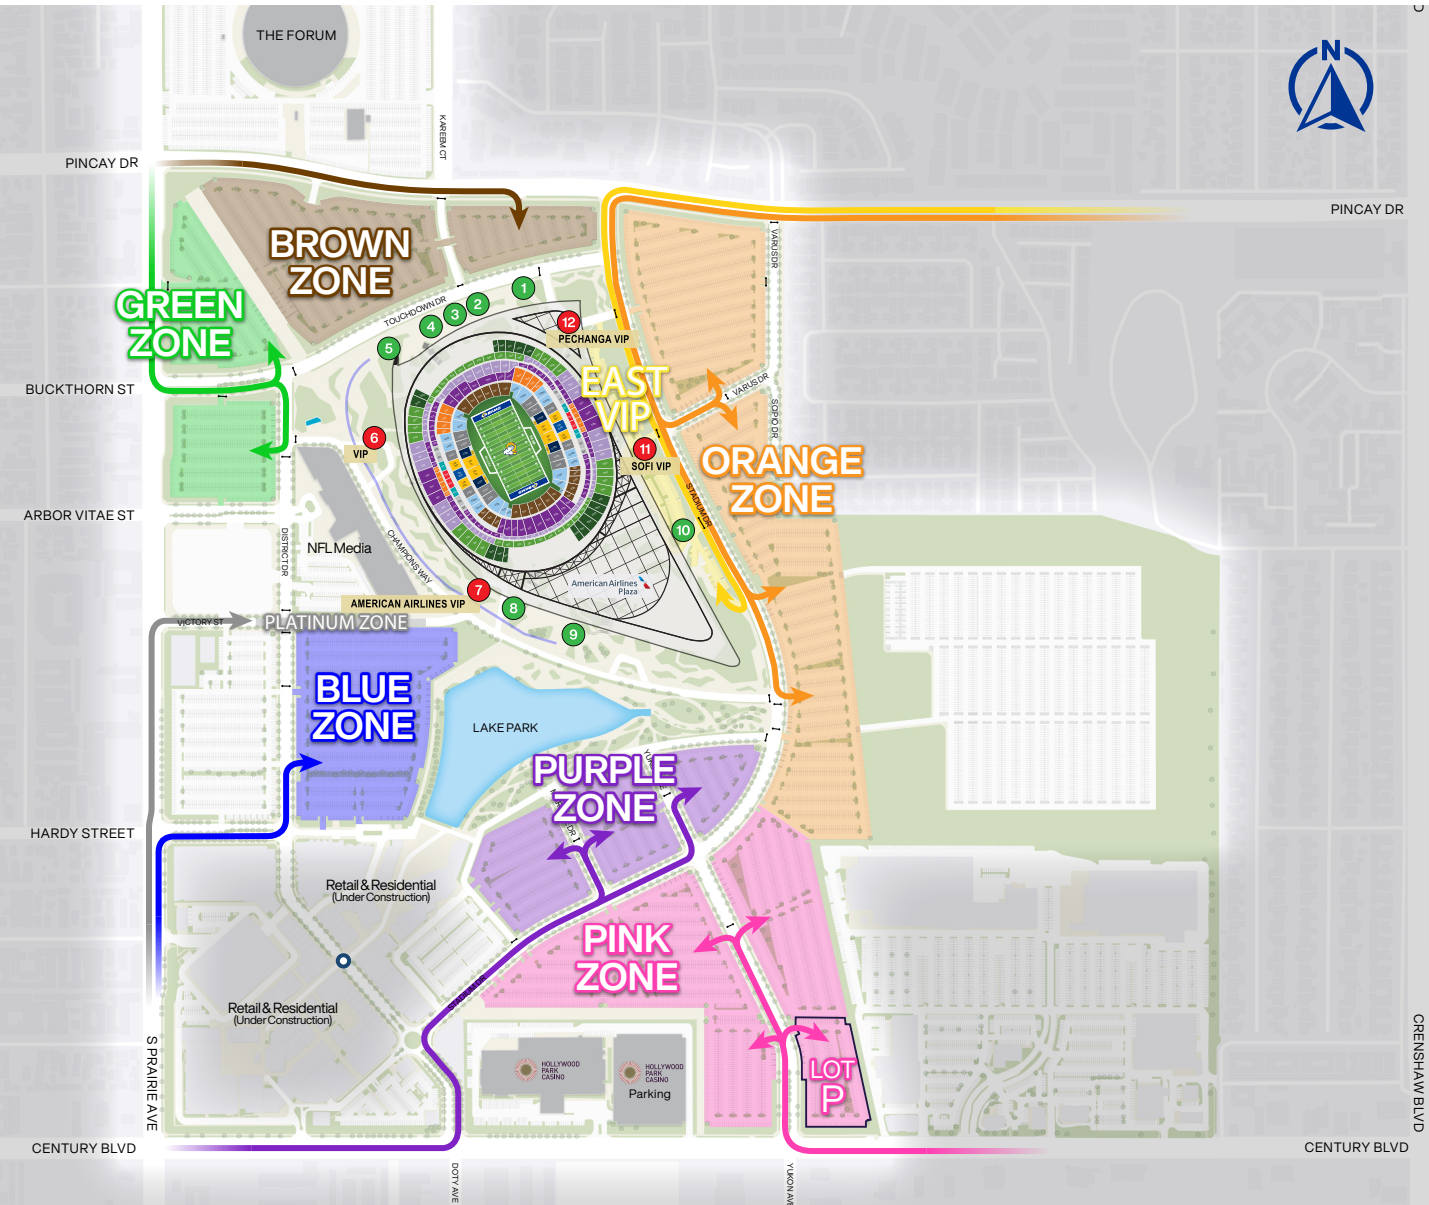 THE FORUM
N
KAREEM CT
PINCAY DR
PINCAY DR
VARUS DR
BROWN
ZONE
GREEN
ZONE
TOUCHDOWN DR
1
2
3
4
5
12
PECHANGA VIP
EAST
VIP
VARUS DR
BUCKTHORN ST
6
VIP
11
SOFI VIP
ORANGE
ZONE
STADIUM DR
10
ARBOR VITAE ST
DISTRICT DR
NFL Media
CHAMPIONS WAY
American Airlines
Plaza
7
AMERICAN AIRLINES VIP
8
9
VICTORY ST
PLATINUM ZONE
BLUE
ZONE
LAKE PARK
PURPLE
ZONE
HARDY STREET
Retail & Residential
(Under Construction)
PINK
ZONE
Retail & Residential
(Under Construction)
STADIUM DR
S PRAIRIE AVE
HOLLYWOOD
PARK
CASINO
HOLLYWOOD
PARK
CASINO
Parking
LOT
P
CRENSHAW BLVD
CENTURY BLVD
CENTURY BLVD
DOTY AVE
YUKON AVE